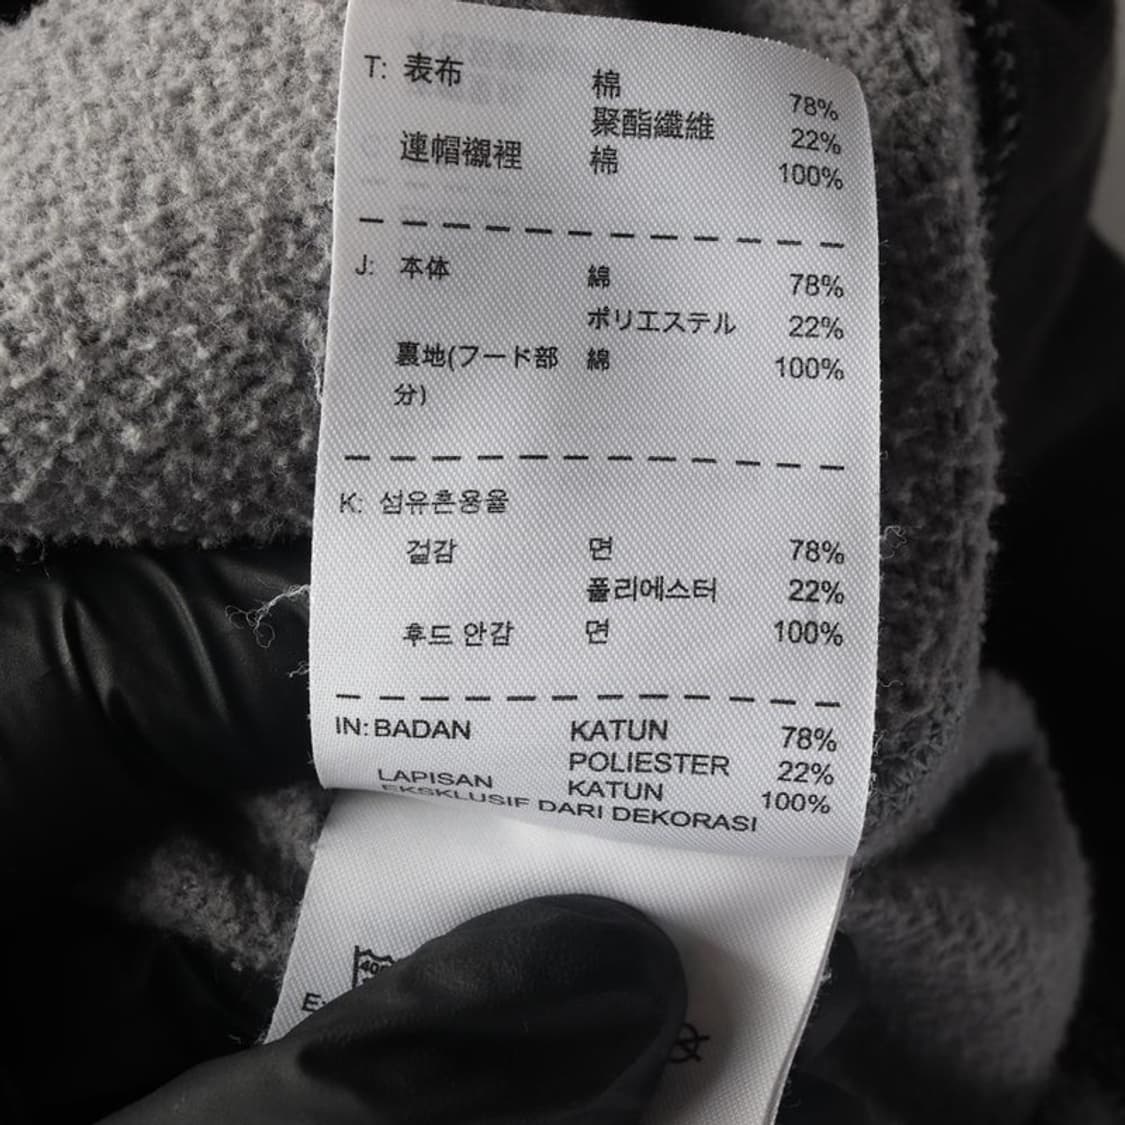 T: 表布 棉 78%
聚酯纖維 22%
連帽襯裡 棉 100%
J: 本体 綿 78%
ポリエステル 22%
裏地(フード部 綿 100%
分)
K: 섬유혼용율
겉감 면 78%
폴리에스터 22%
후드 안감 면 100%
IN: BADAN KATUN 78%
POLIESTER 22%
LAPISAN KATUN 100%
EKSKLUSIF DARI DEKORASI
40
E: